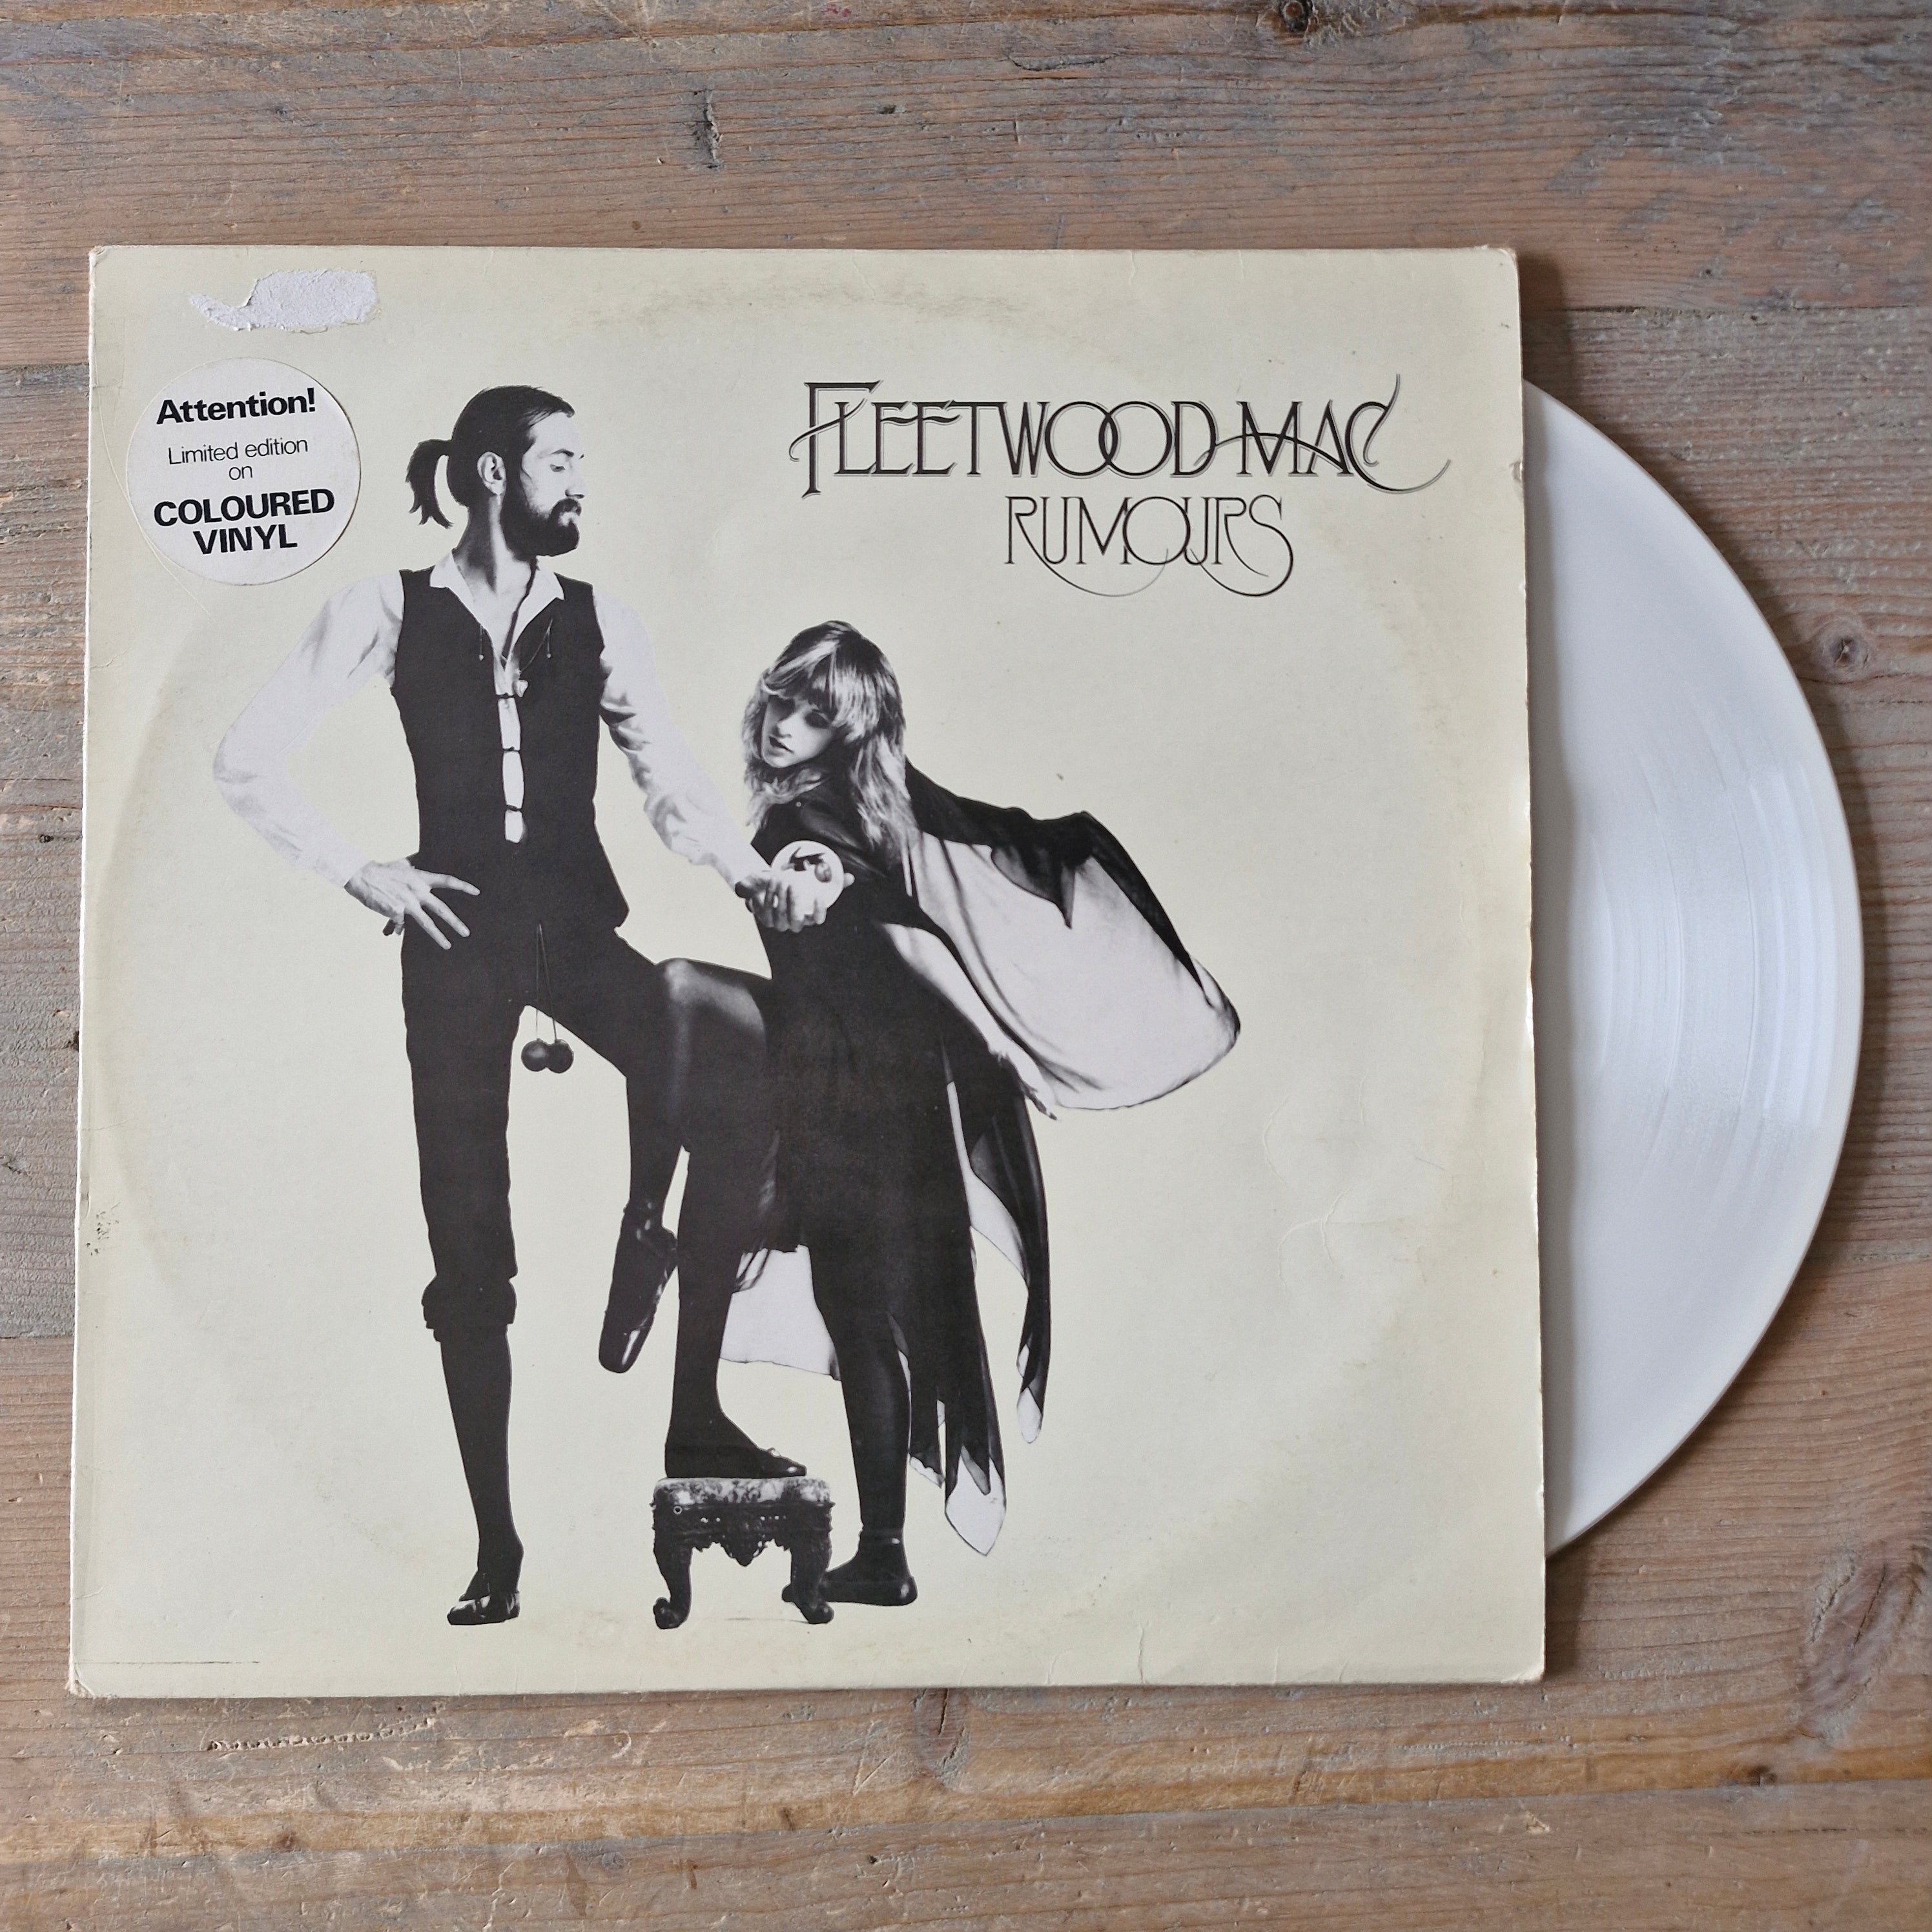 Attention!
Limited edition
on
COLOURED
VINYL
FLEETWOOD MAC
RUMOURS